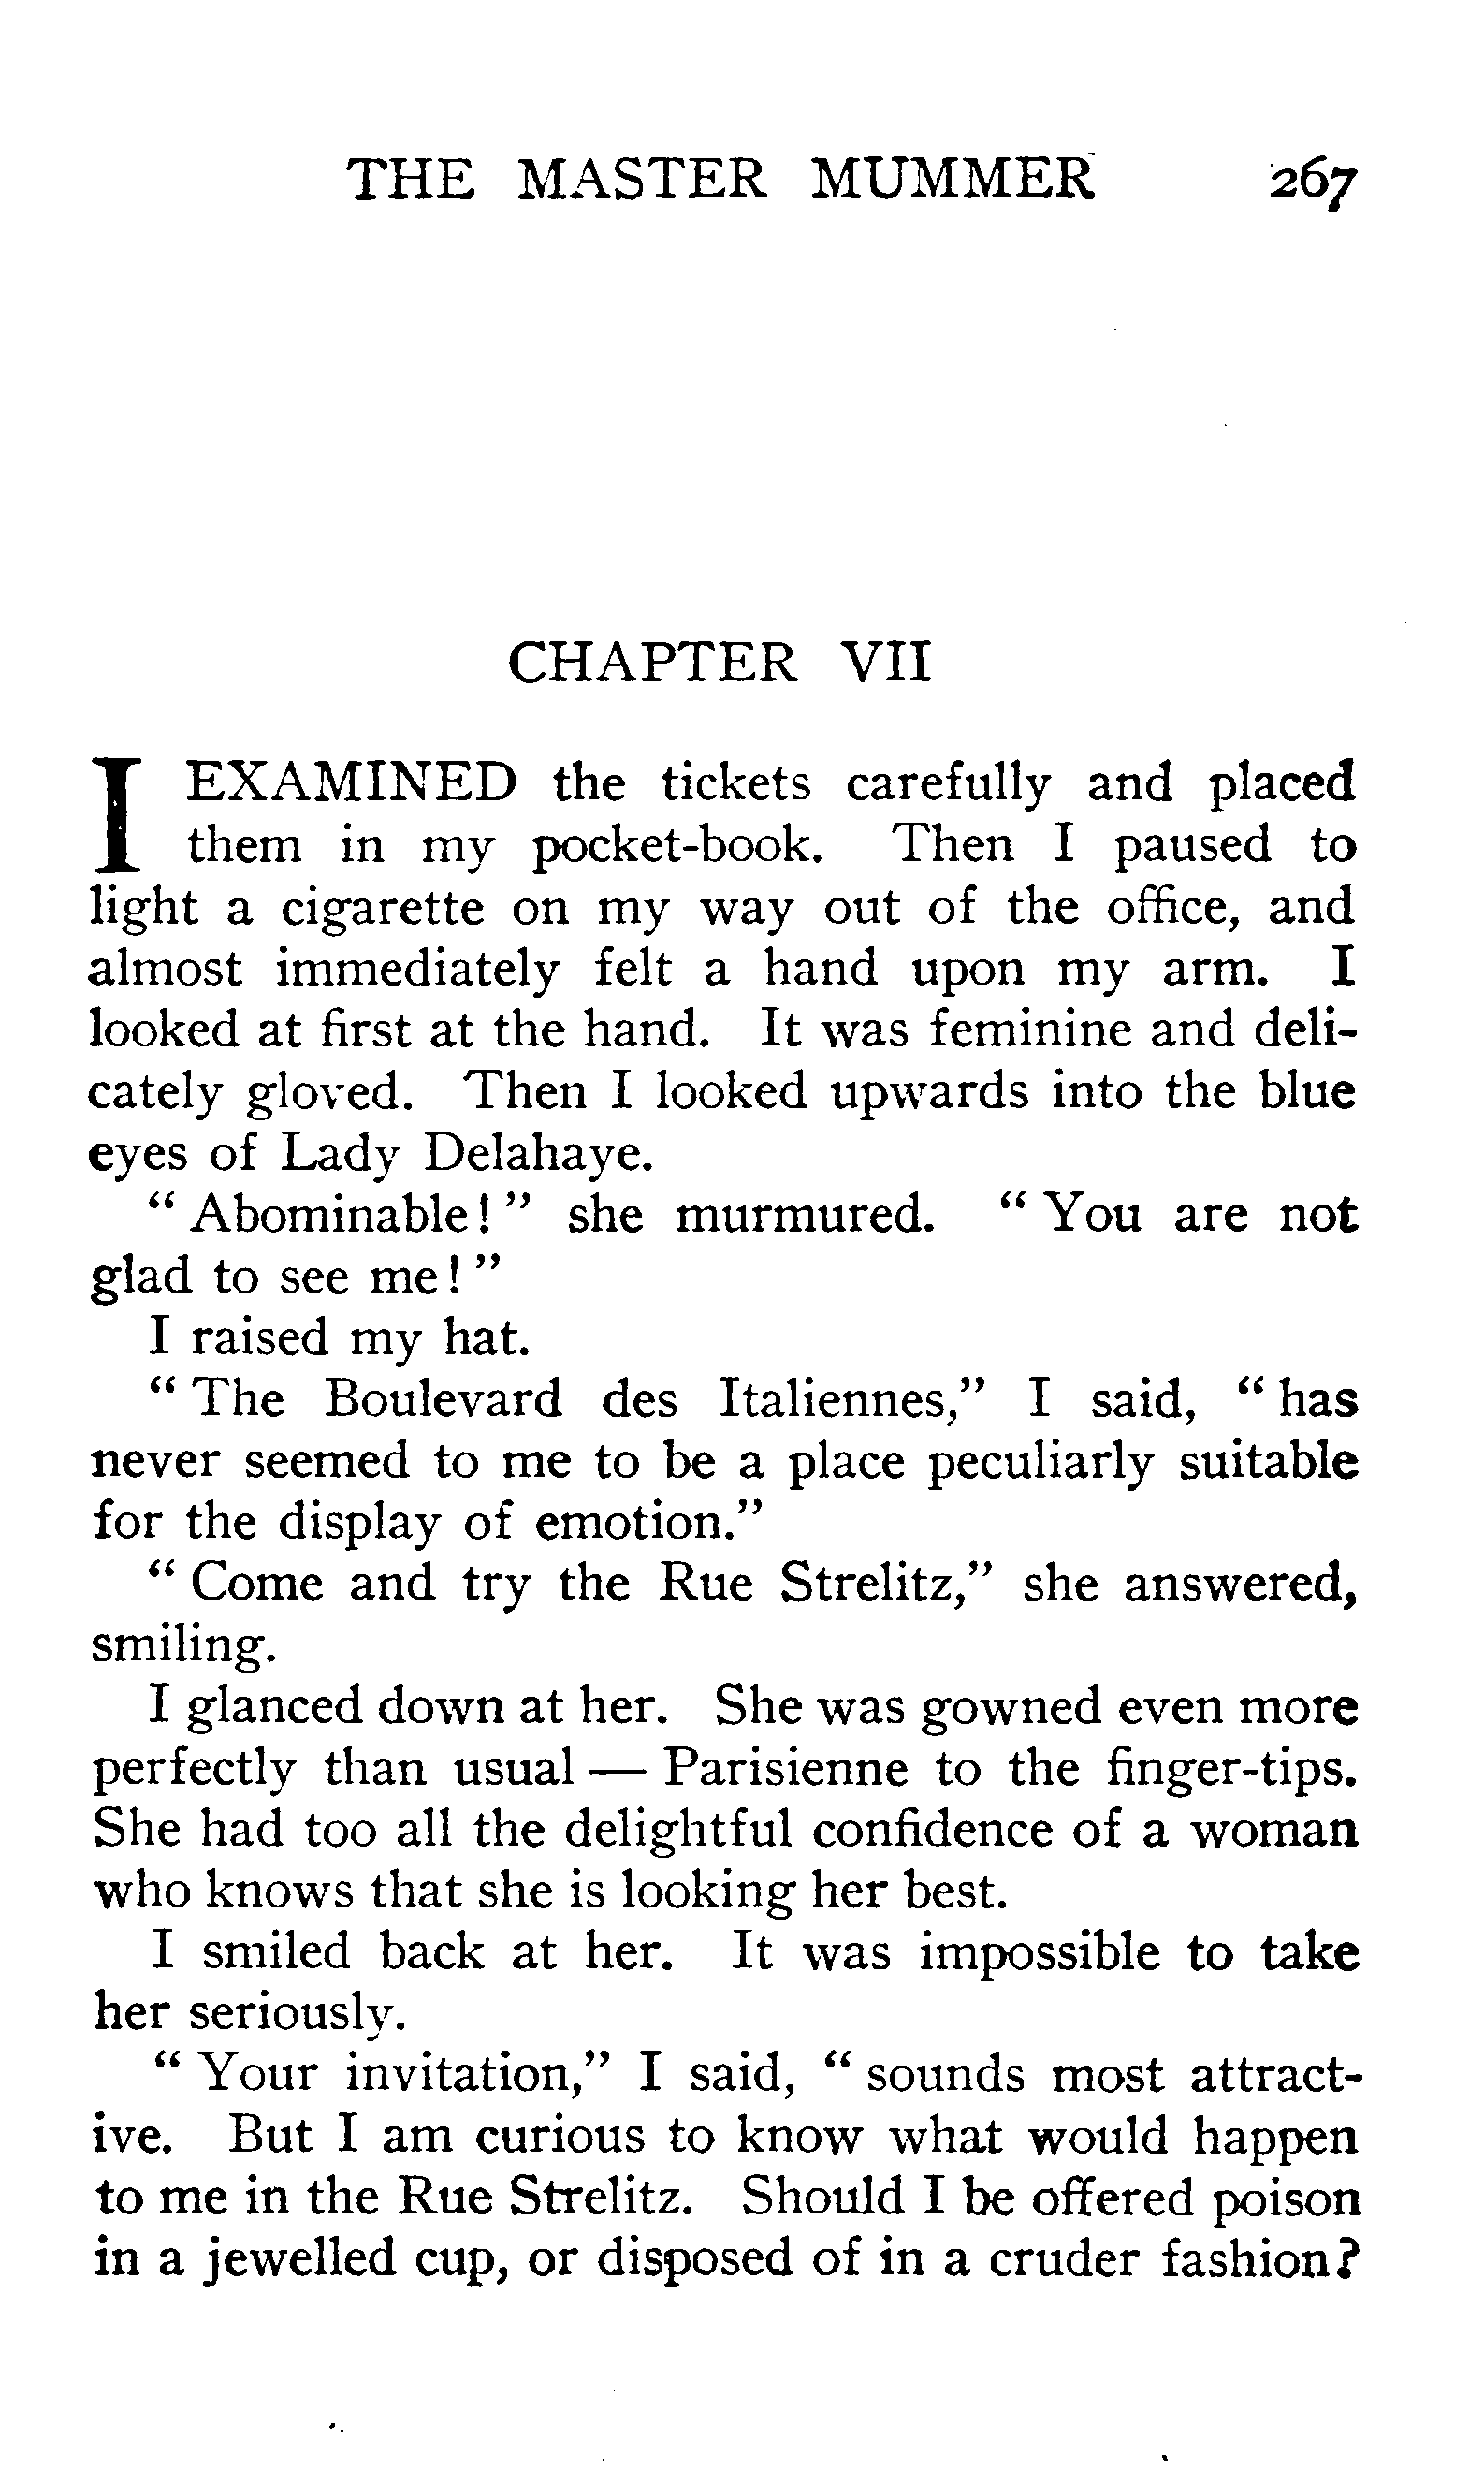 THE MASTER MUMMER 267
CHAPTER VII
I EXAMINED the tickets carefully and placed
them in my pocket-book. Then I paused to
light a cigarette on my way out of the office, and
almost immediately felt a hand upon my arm. I
looked at first at the hand. It was feminine and deli-
cately gloved. Then I looked upwards into the blue
eyes of Lady Delahaye.
" Abominable! " she murmured. " You are not
glad to see me! "
I raised my hat.
" The Boulevard des Italiennes," I said, " has
never seemed to me to be a place peculiarly suitable
for the display of emotion."
" Come and try the Rue Strelitz," she answered,
smiling.
I glanced down at her. She was gowned even more
perfectly than usual — Parisienne to the finger-tips.
She had too all the delightful confidence of a woman
who knows that she is looking her best.
I smiled back at her. It was impossible to take
her seriously.
" Your invitation," I said, " sounds most attract-
ive. But I am curious to know what would happen
to me in the Rue Strelitz. Should I be offered poison
in a jewelled cup, or disposed of in a cruder fashion?